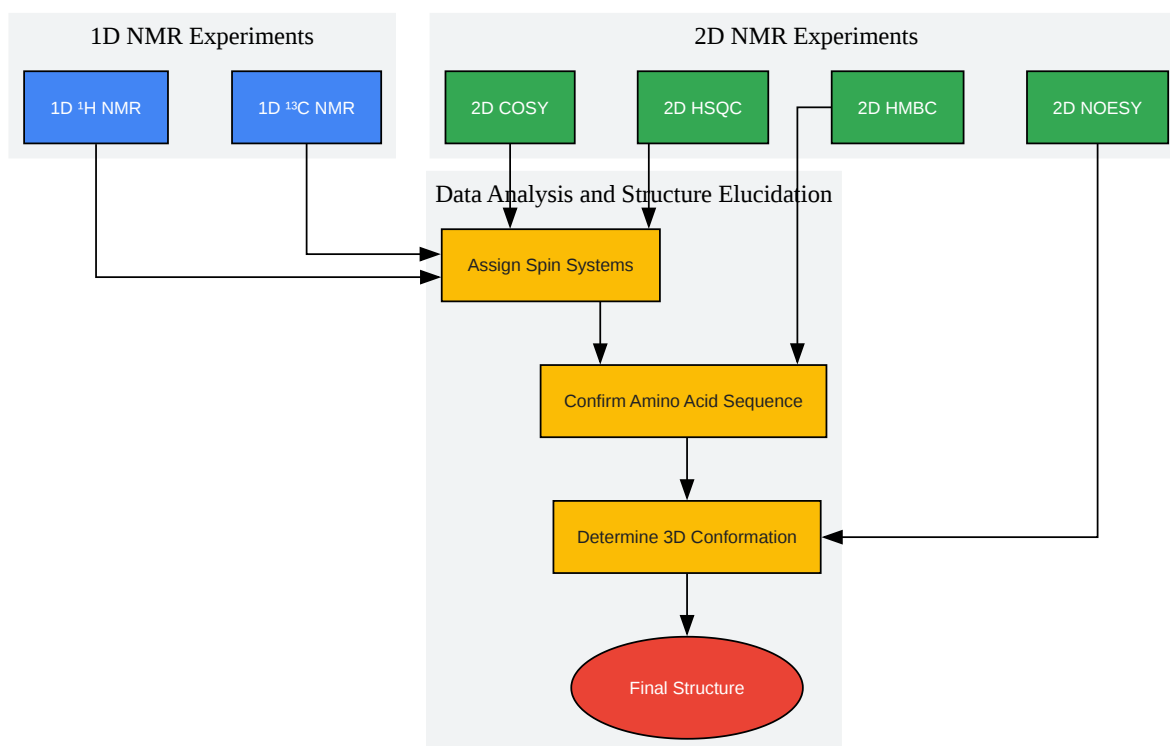 1D NMR Experiments
2D NMR Experiments
1D ¹H NMR
1D ¹³C NMR
2D COSY
2D HSQC
2D HMBC
2D NOESY
Data Analysis and Structure Elucidation
Assign Spin Systems
Confirm Amino Acid Sequence
Determine 3D Conformation
Final Structure